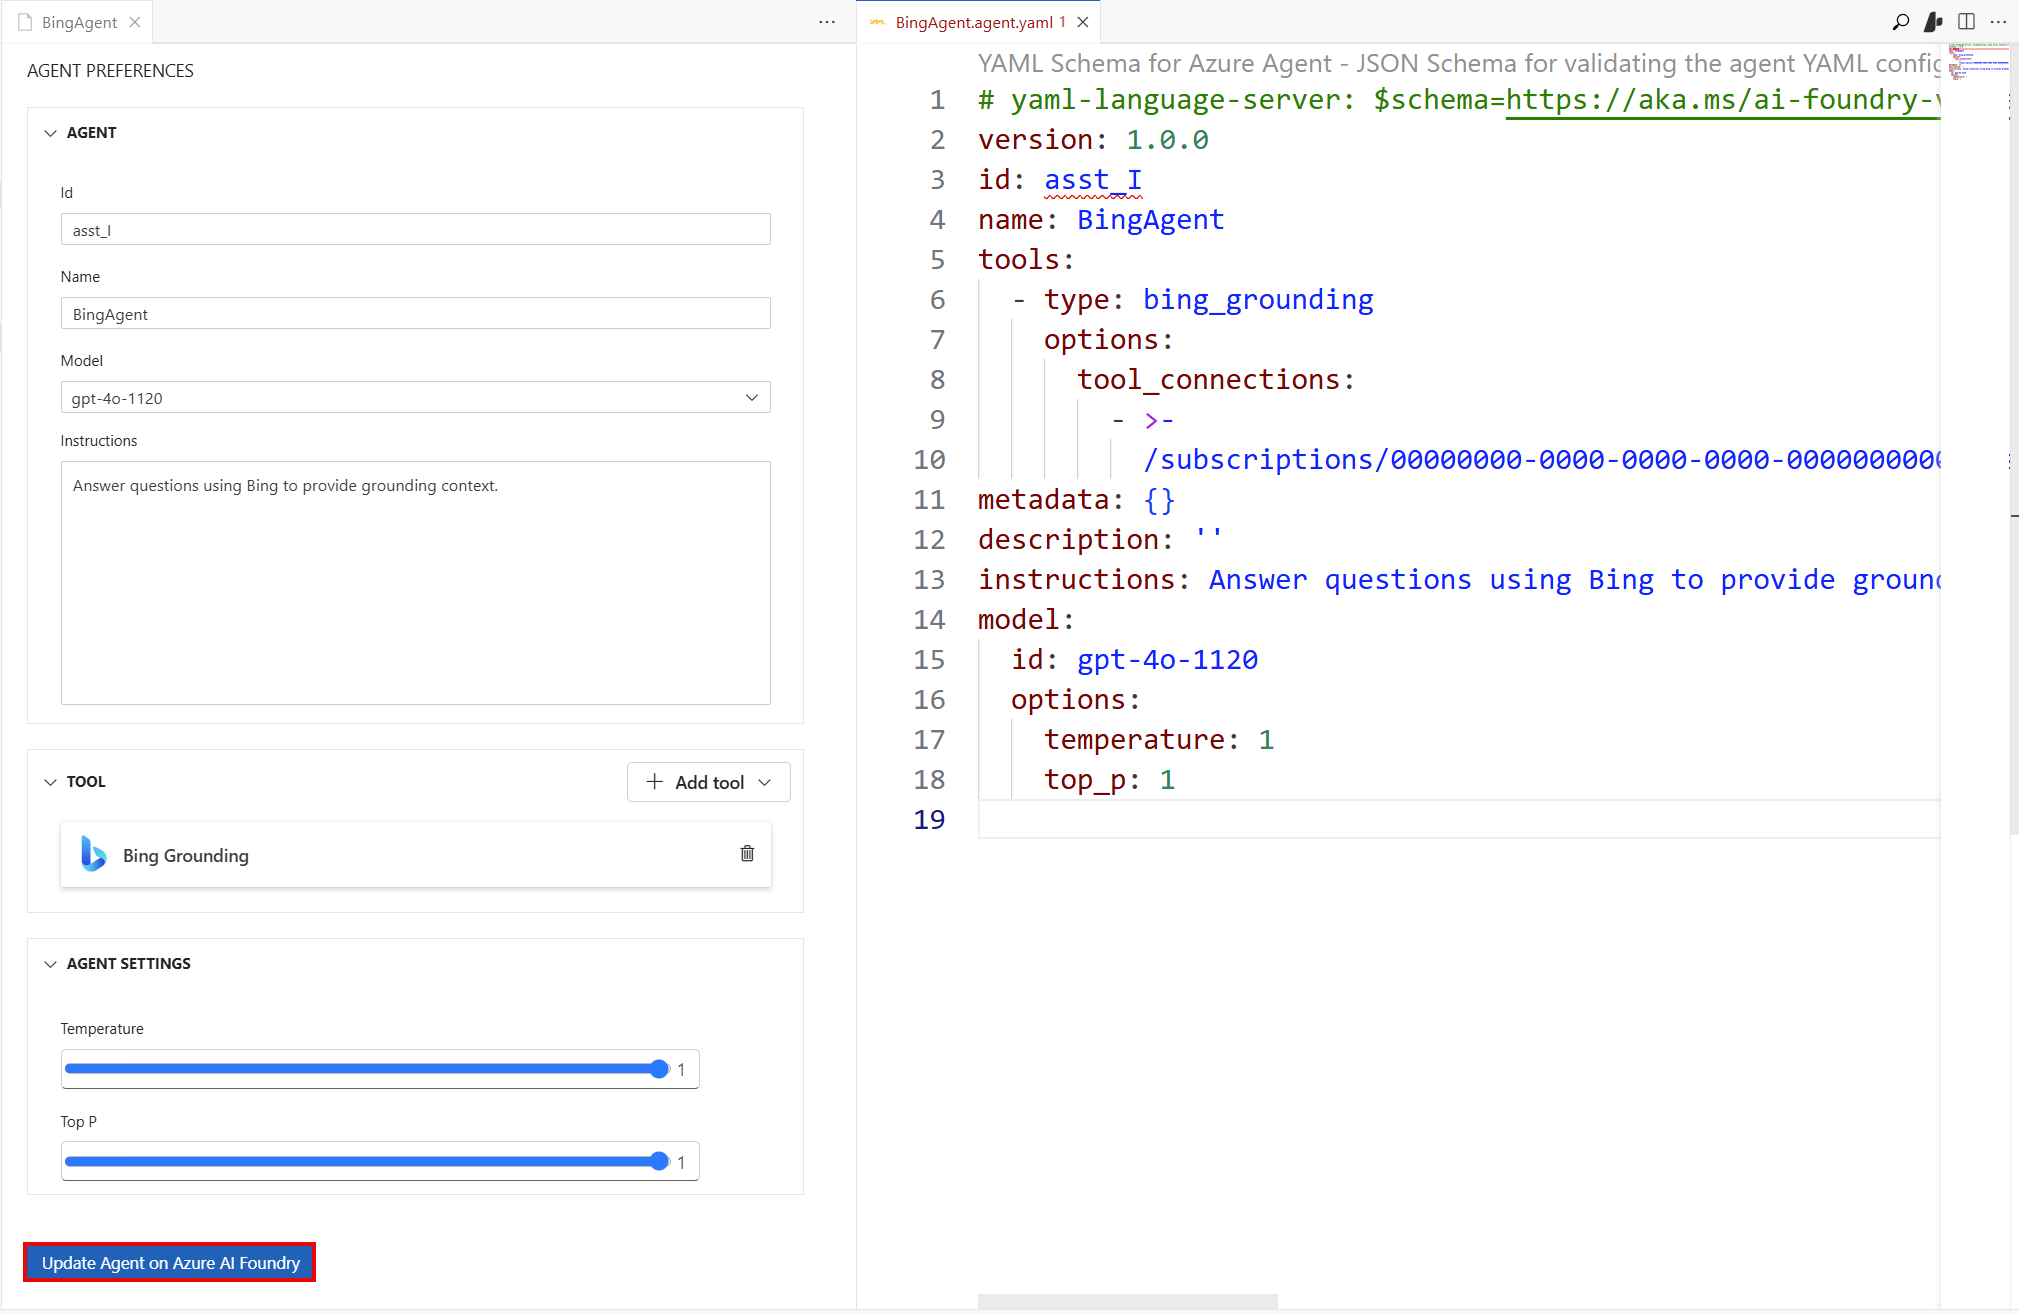 BingAgent
AGENT PREFERENCES
AGENT
Id
asst_I
Name
BingAgent
Model
gpt-4o-1120
Instructions
Answer questions using Bing to provide grounding context.
TOOL
Add tool
Bing Grounding
AGENT SETTINGS
Temperature
1
Top P
1
Update Agent on Azure AI Foundry
BingAgent.agent.yaml 1
YAML Schema for Azure Agent - JSON Schema for validating the agent YAML config
1 # yaml-language-server: $schema=https://aka.ms/ai-foundry-v
2 version: 1.0.0
3 id: asst_I
4 name: BingAgent
5 tools:
6 - type: bing_grounding
7 options:
8 tool_connections:
9 - >-
10 /subscriptions/00000000-0000-0000-0000-0000000000
11 metadata: {}
12 description: ''
13 instructions: Answer questions using Bing to provide ground
14 model:
15 id: gpt-4o-1120
16 options:
17 temperature: 1
18 top_p: 1
19